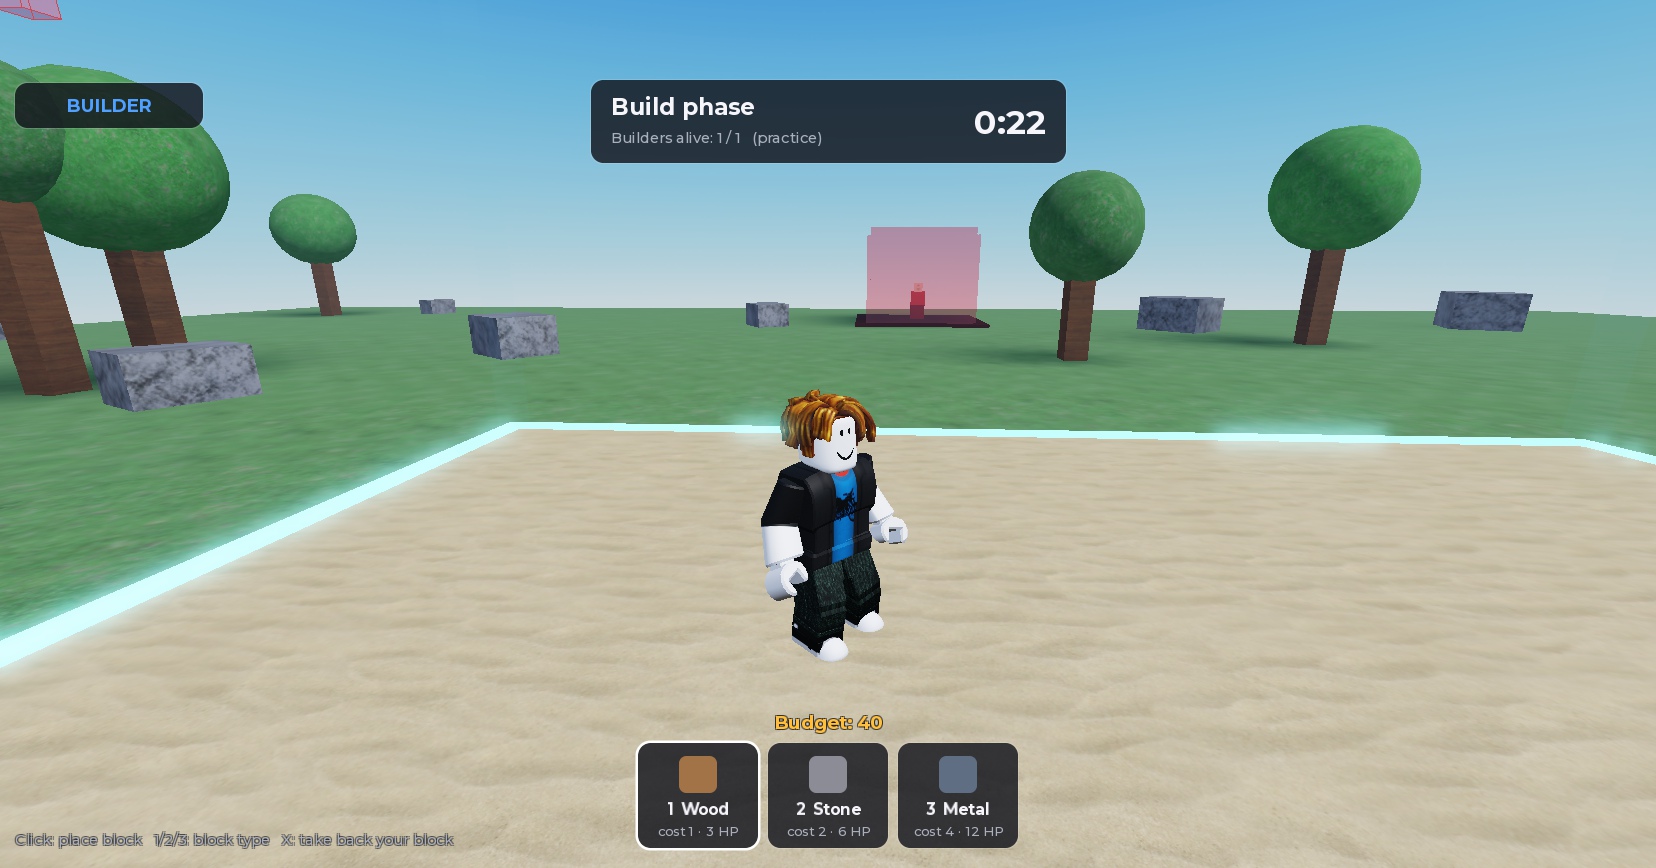 BUILDER
Build phase
0:22
Builders alive: 1 / 1 (practice)
Budget: 40
1 Wood
cost 1 · 3 HP
2 Stone
cost 2 · 6 HP
3 Metal
cost 4 · 12 HP
Click: place block 1/2/3: block type X: take back your block